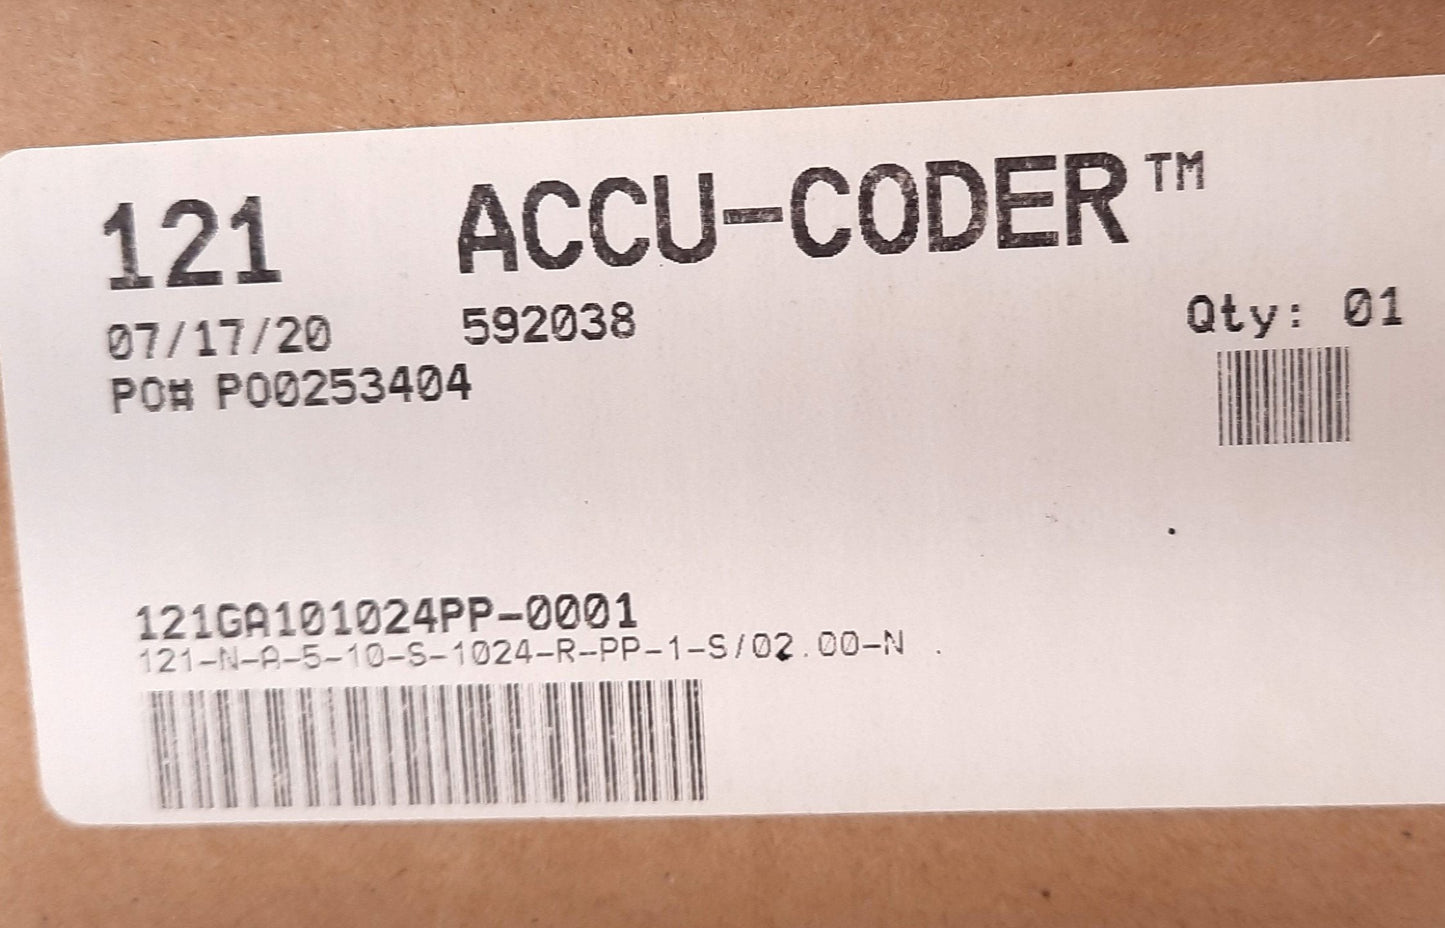 121 ACCU-CODER™
07/17/20 592038 Qty: 01
PO# PO0253404
121GA101024PP-0001
121-N-A-5-10-S-1024-R-PP-1-S/02.00-N .